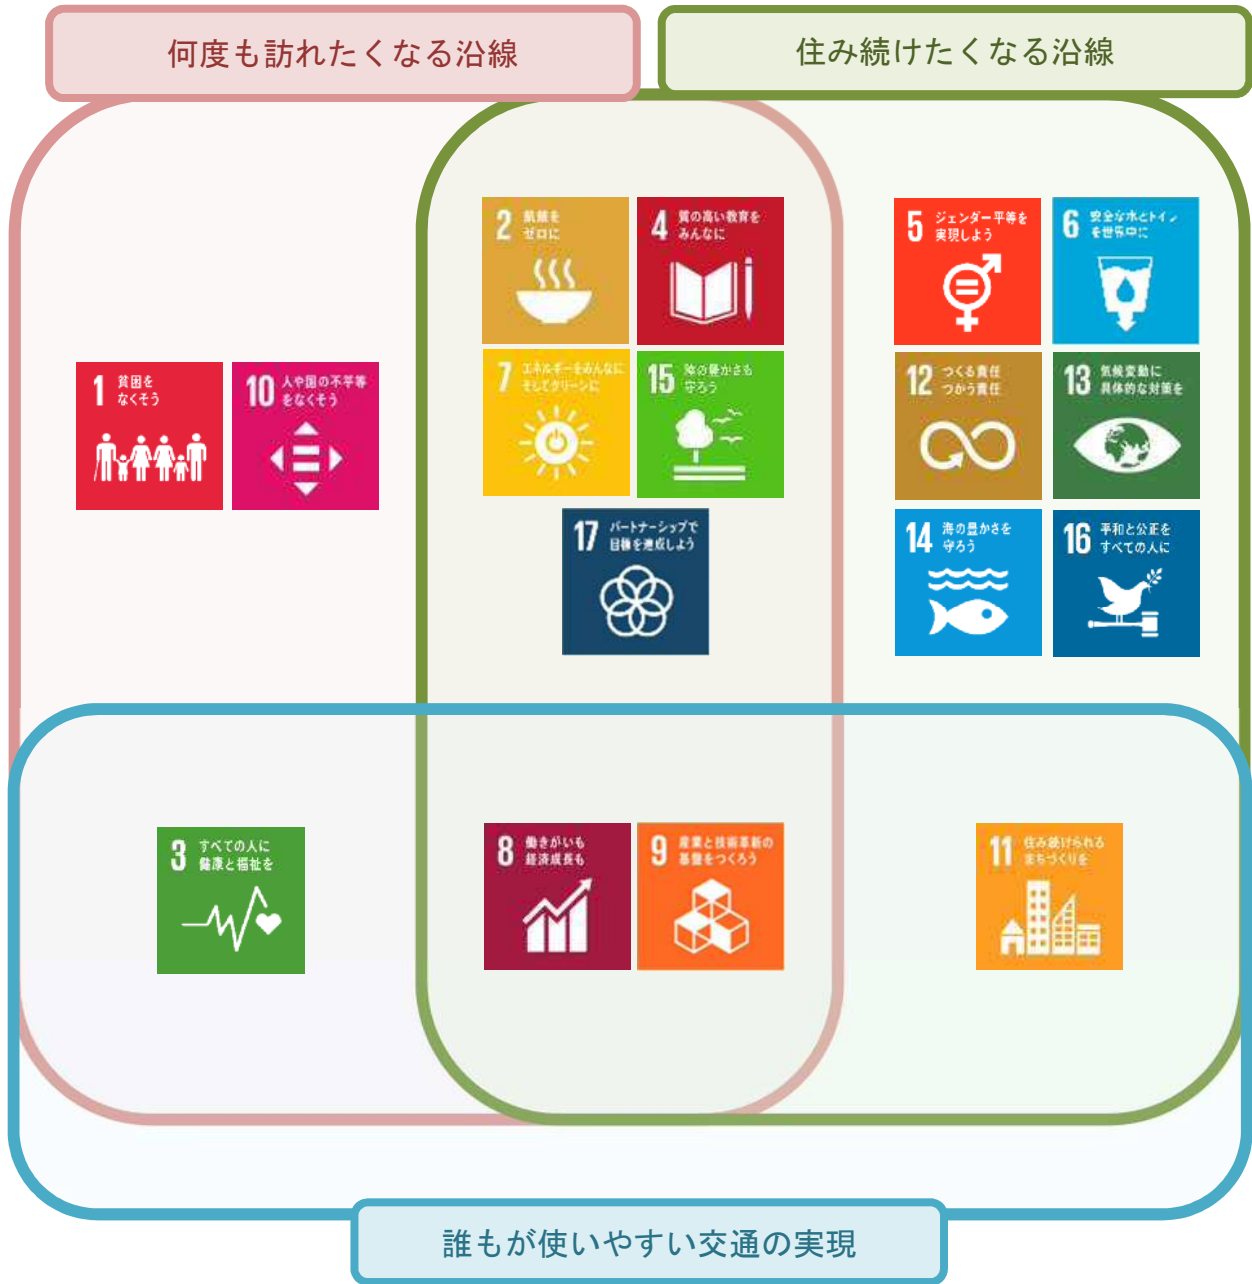 何度も訪れたくなる沿線
住み続けたくなる沿線
2 飢餓を
ゼロに
4 質の高い教育を
みんなに
5 ジェンダー平等を
実現しよう
6 安全な水とトイレ
を世界中に
1 貧困を
なくそう
10 人や国の不平等
をなくそう
7 エネルギーをみんなに
そしてクリーンに
15 陸の豊かさも
守ろう
12 つくる責任
つかう責任
13 気候変動に
具体的な対策を
17 パートナーシップで
目標を達成しよう
14 海の豊かさを
守ろう
16 平和と公正を
すべての人に
3 すべての人に
健康と福祉を
8 働きがいも
経済成長も
9 産業と技術革新の
基盤をつくろう
11 住み続けられる
まちづくりを
誰もが使いやすい交通の実現